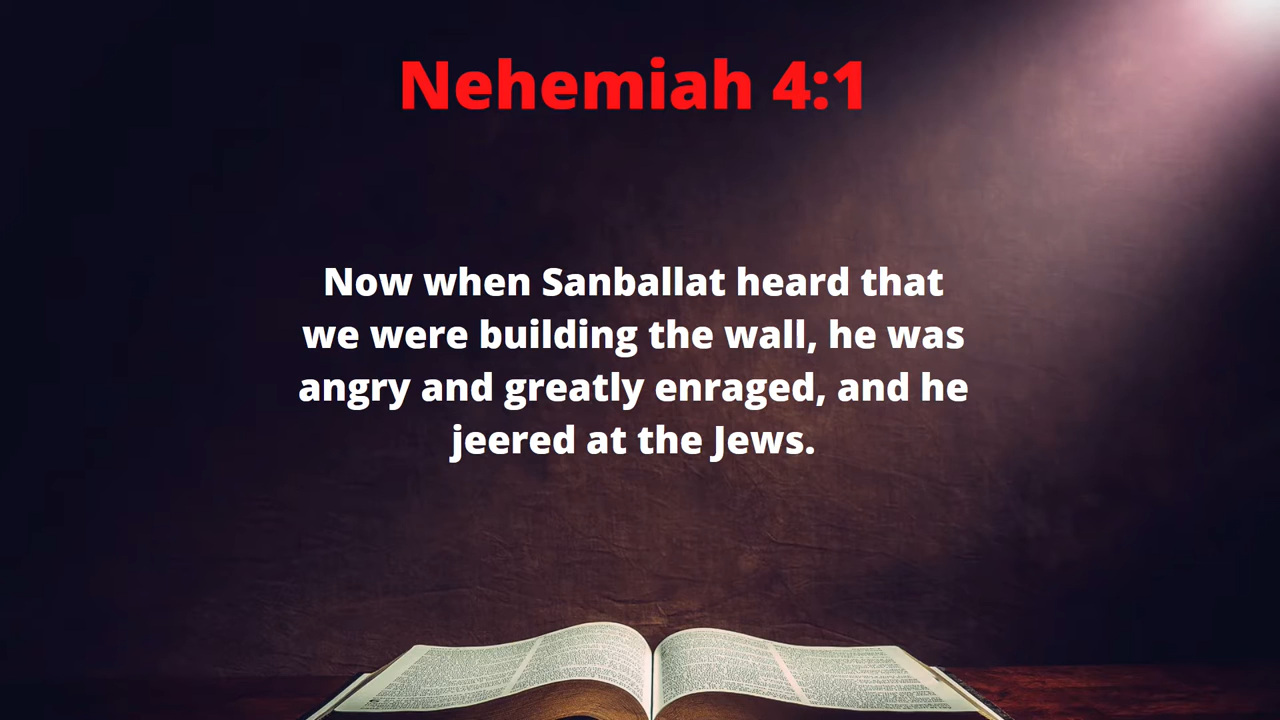 Nehemiah 4:1
Now when Sanballat heard that
we were building the wall, he was
angry and greatly enraged, and he
jeered at the Jews.